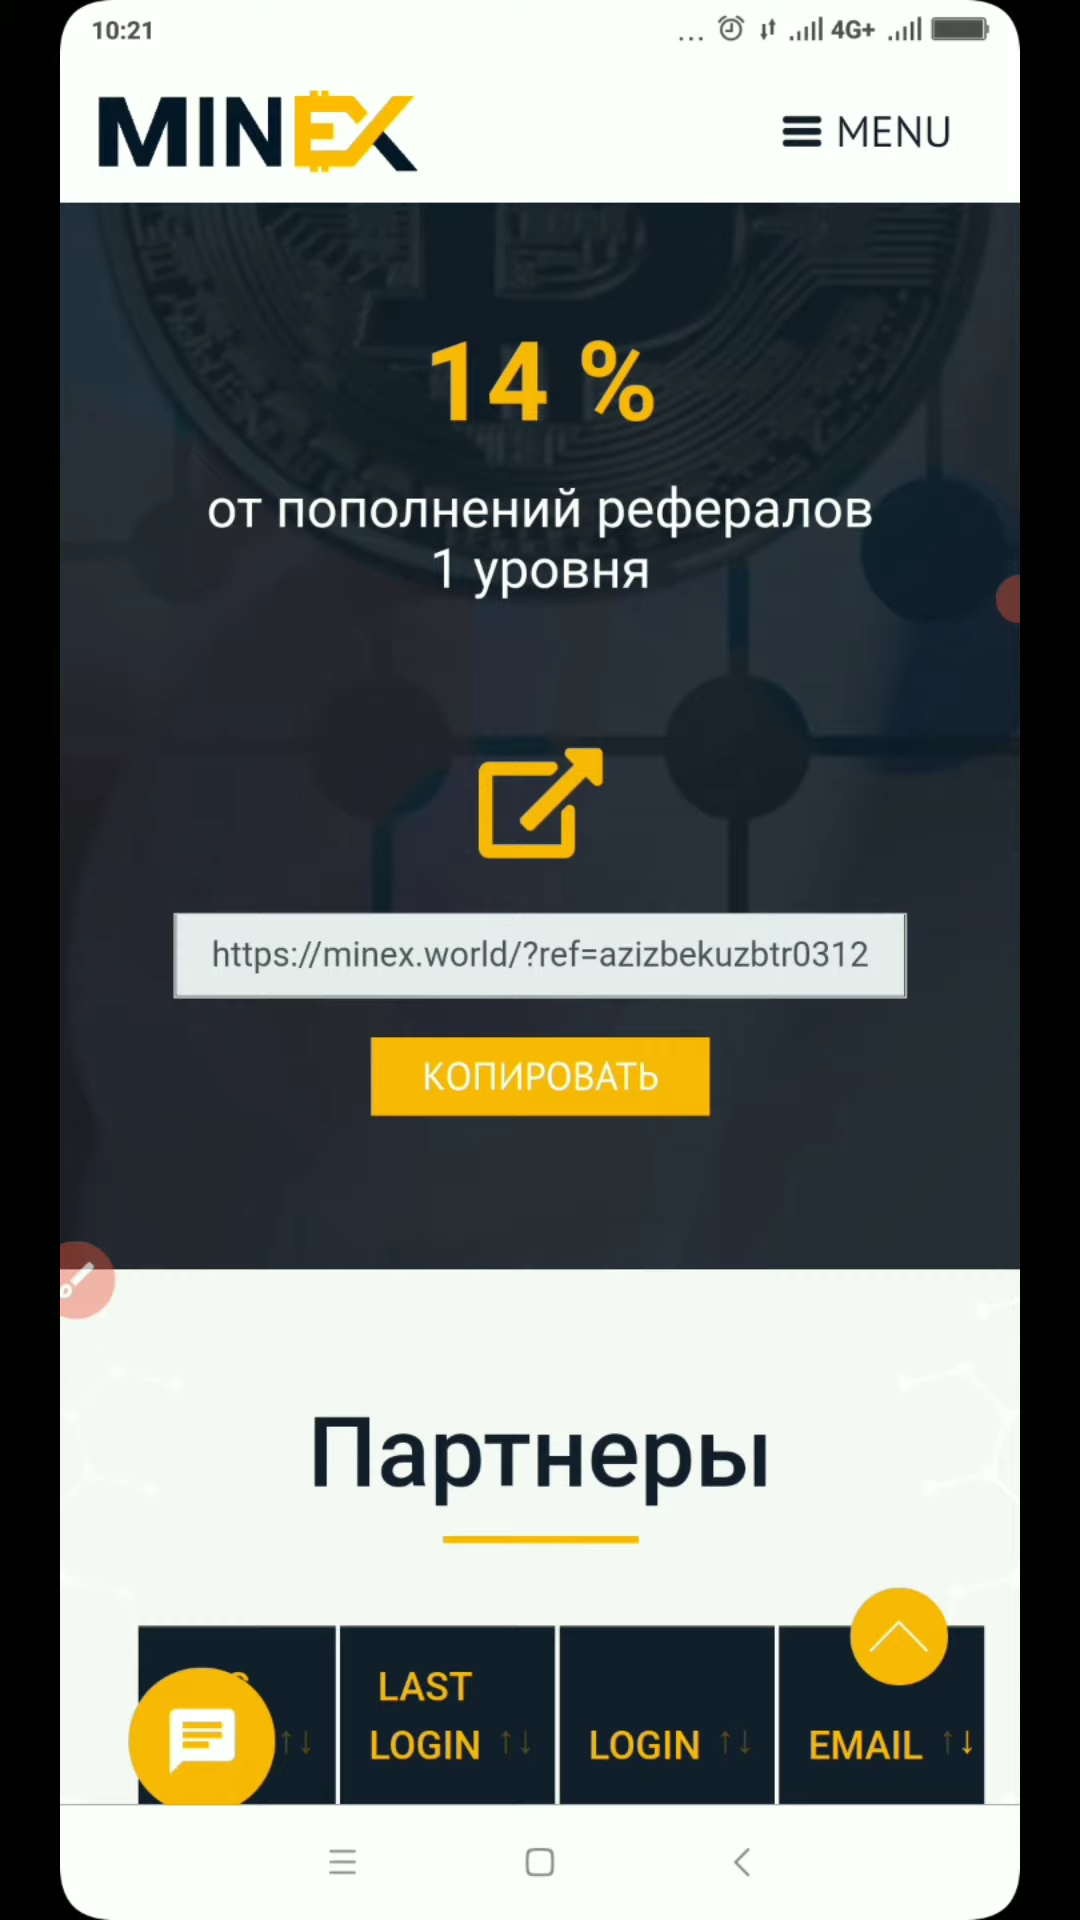 10:21
... 4G+
MINEX
MENU
14 %
от пополнений рефералов
1 уровня
https://minex.world/?ref=azizbekuzbtr0312
КОПИРОВАТЬ
Партнеры
LAST
LOGIN ↑↓
LOGIN ↑↓
EMAIL ↑↓